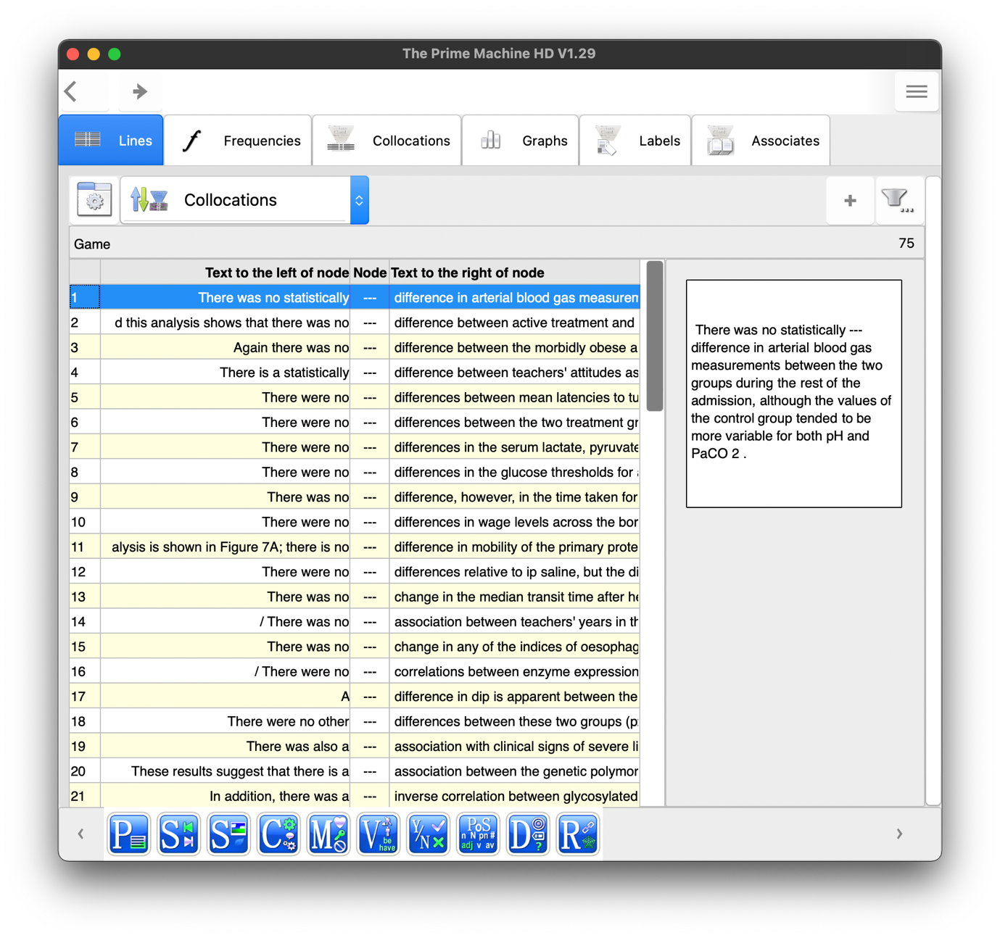 The Prime Machine HD V1.29
Lines Frequencies Collocations Graphs Labels Associates
Collocations
Game 75
Text to the left of node Node Text to the right of node
1 There was no statistically --- difference in arterial blood gas measuren
2 d this analysis shows that there was no --- difference between active treatment and
3 Again there was no --- difference between the morbidly obese a
4 There is a statistically --- difference between teachers' attitudes as
5 There were no --- differences between mean latencies to tu
6 There were no --- differences between the two treatment gr
7 There were no --- differences in the serum lactate, pyruvate
8 There were no --- differences in the glucose thresholds for
9 There was no --- difference, however, in the time taken for
10 There were no --- differences in wage levels across the bor
11 alysis is shown in Figure 7A; there is no --- difference in mobility of the primary prote
12 There were no --- differences relative to ip saline, but the di
13 There was no --- change in the median transit time after he
14 / There was no --- association between teachers' years in th
15 There was no --- change in any of the indices of oesophag
16 / There were no --- correlations between enzyme expression
17 A --- difference in dip is apparent between the
18 There were no other --- differences between these two groups (p
19 There was also a --- association with clinical signs of severe li
20 These results suggest that there is a --- association between the genetic polymor
21 In addition, there was a --- inverse correlation between glycosylated
There was no statistically ---
difference in arterial blood gas
measurements between the two
groups during the rest of the
admission, although the values of
the control group tended to be
more variable for both pH and
PaCO 2 .
P S S C M V be have Y/N PoS n N pn # adj v av D ? R